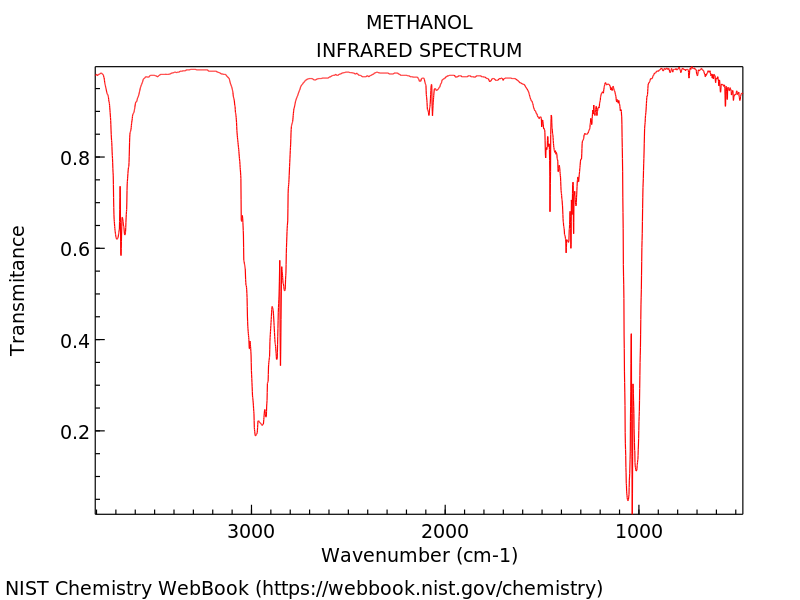 METHANOL
INFRARED SPECTRUM
Transmitance
0.8
0.6
0.4
0.2
3000 2000 1000
Wavenumber (cm-1)
NIST Chemistry WebBook (https://webbook.nist.gov/chemistry)